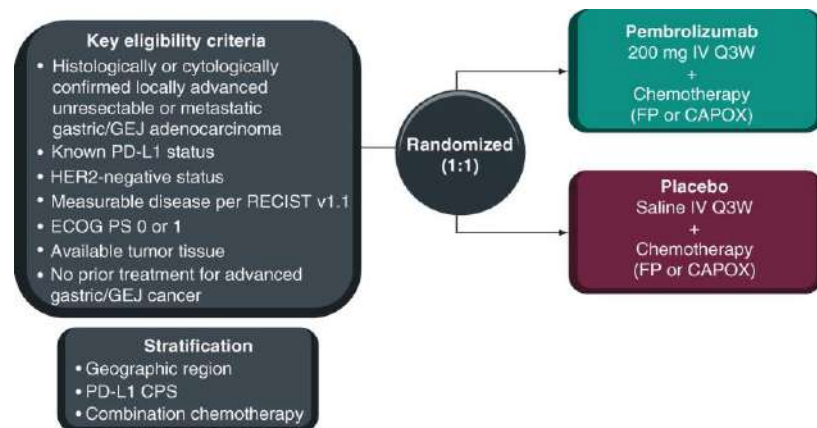 Key eligibility criteria
• Histologically or cytologically
confirmed locally advanced
unresectable or metastatic
gastric/GEJ adenocarcinoma
• Known PD-L1 status
• HER2-negative status
• Measurable disease per RECIST v1.1
• ECOG PS 0 or 1
• Available tumor tissue
• No prior treatment for advanced
gastric/GEJ cancer
Stratification
• Geographic region
• PD-L1 CPS
• Combination chemotherapy
Randomized
(1:1)
Pembrolizumab
200 mg IV Q3W
+
Chemotherapy
(FP or CAPOX)
Placebo
Saline IV Q3W
+
Chemotherapy
(FP or CAPOX)